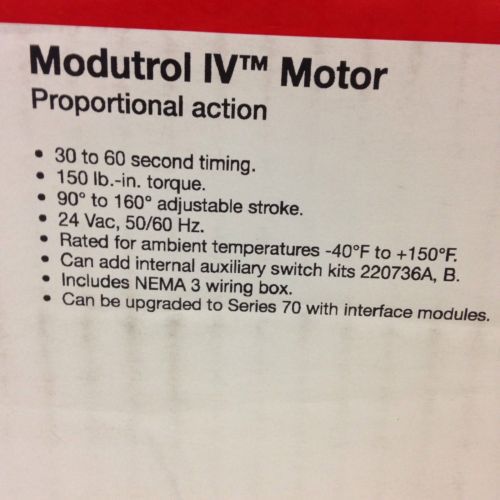 Modutrol IV™ Motor
Proportional action
• 30 to 60 second timing.
• 150 lb.-in. torque.
• 90° to 160° adjustable stroke.
• 24 Vac, 50/60 Hz.
• Rated for ambient temperatures -40°F to +150°F.
• Can add internal auxiliary switch kits 220736A, B.
• Includes NEMA 3 wiring box.
• Can be upgraded to Series 70 with interface modules.